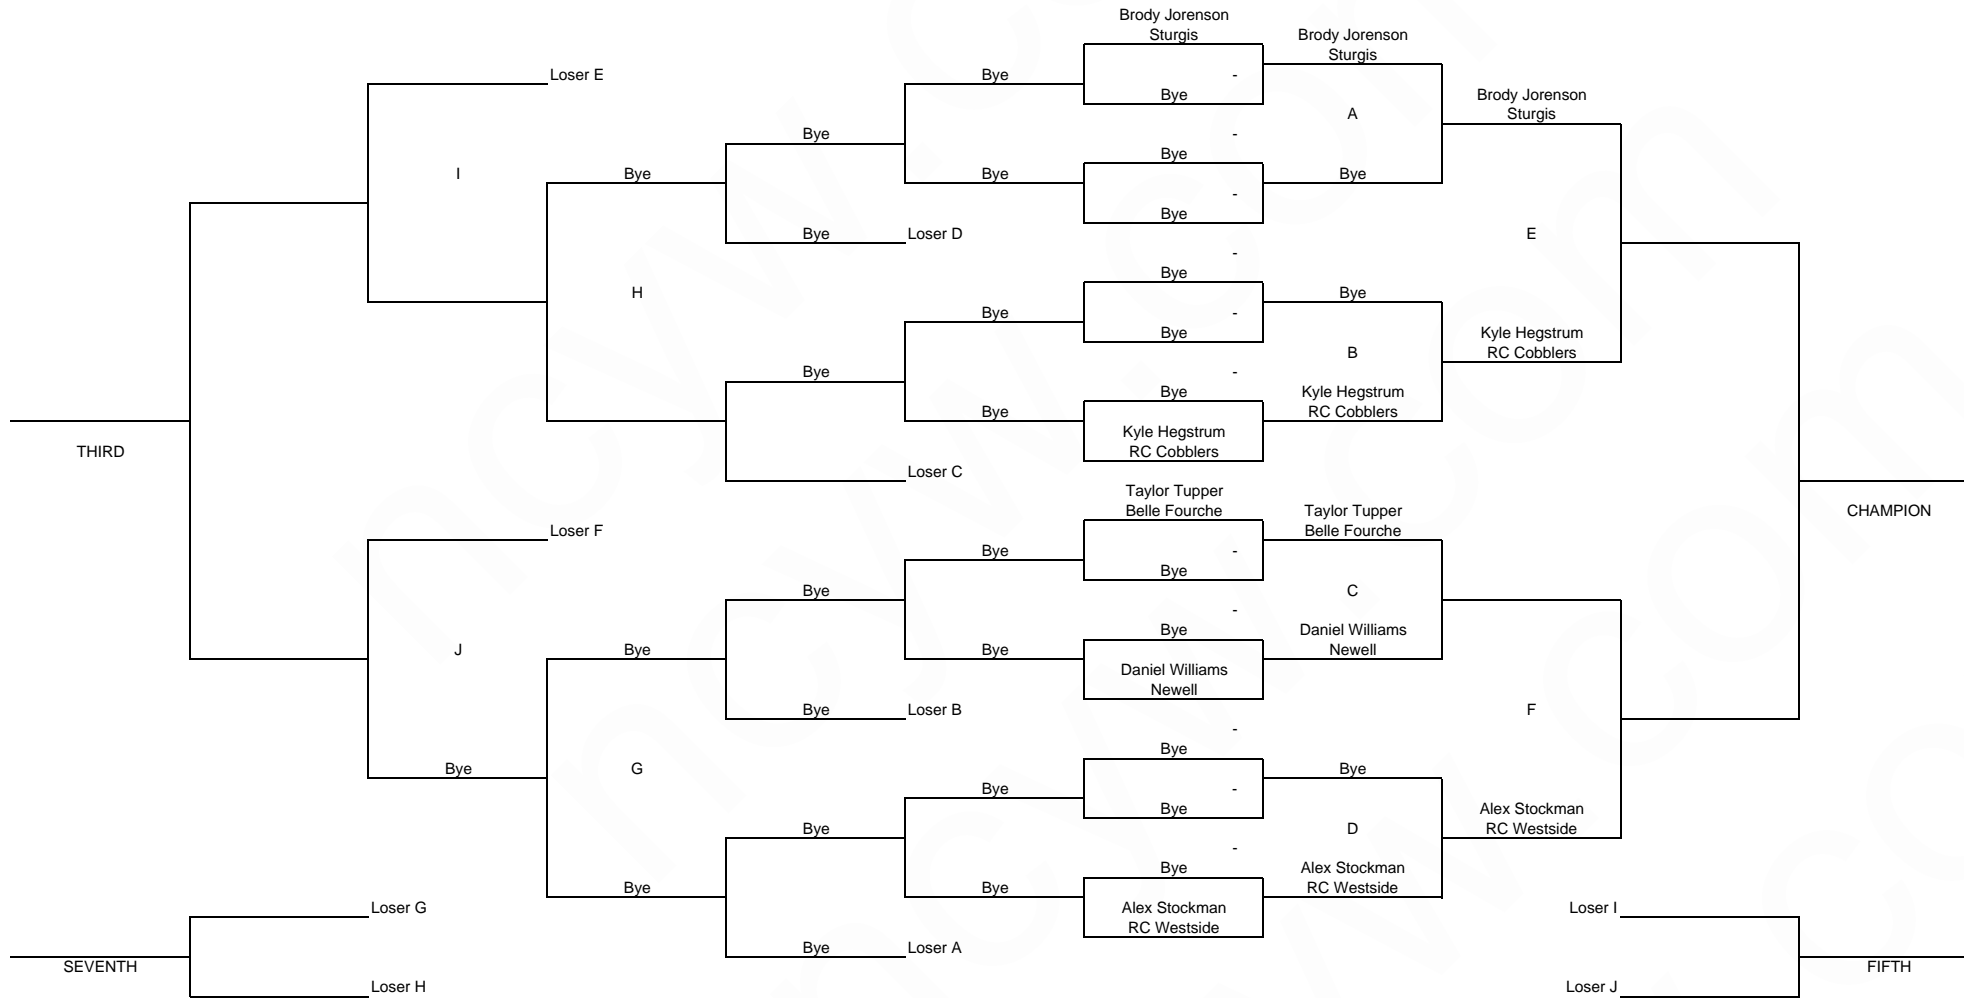 Brody Jorenson
Sturgis
Brody Jorenson
Sturgis
Loser E
Bye
-
Bye
Brody Jorenson
Sturgis
A
Bye
-
Bye
I
Bye
Bye
-
Bye
Bye
Bye
Loser D
E
-
Bye
H
Bye
Bye
-
Bye
Kyle Hegstrum
RC Cobblers
B
Bye
-
Bye
Kyle Hegstrum
RC Cobblers
Bye
Kyle Hegstrum
RC Cobblers
THIRD
Loser C
Taylor Tupper
Belle Fourche
Taylor Tupper
Belle Fourche
CHAMPION
Loser F
Bye
-
Bye
Bye
C
-
Bye
Daniel Williams
Newell
J
Bye
Bye
Daniel Williams
Newell
Bye
Loser B
F
-
Bye
Bye
G
Bye
Bye
-
Bye
Alex Stockman
RC Westside
Bye
D
-
Bye
Alex Stockman
RC Westside
Bye
Bye
Loser G
Alex Stockman
RC Westside
Loser I
Bye
Loser A
SEVENTH
FIFTH
Loser H
Loser J